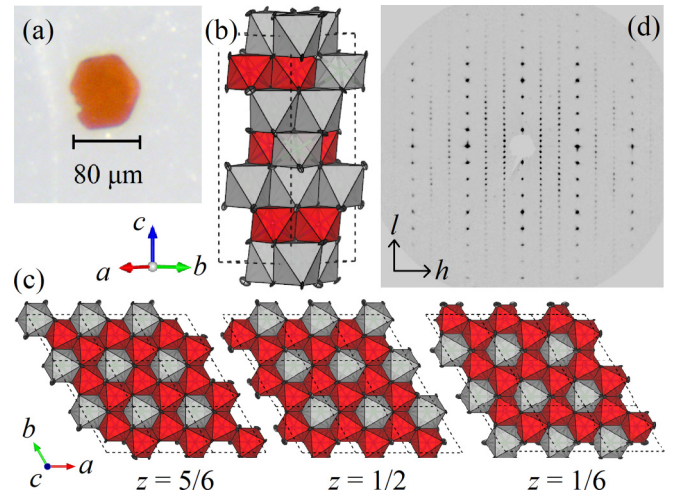 (a)
80 μm
(b)
(d)
c
a
b
l
h
(c)
b
c
a
z = 5/6
z = 1/2
z = 1/6